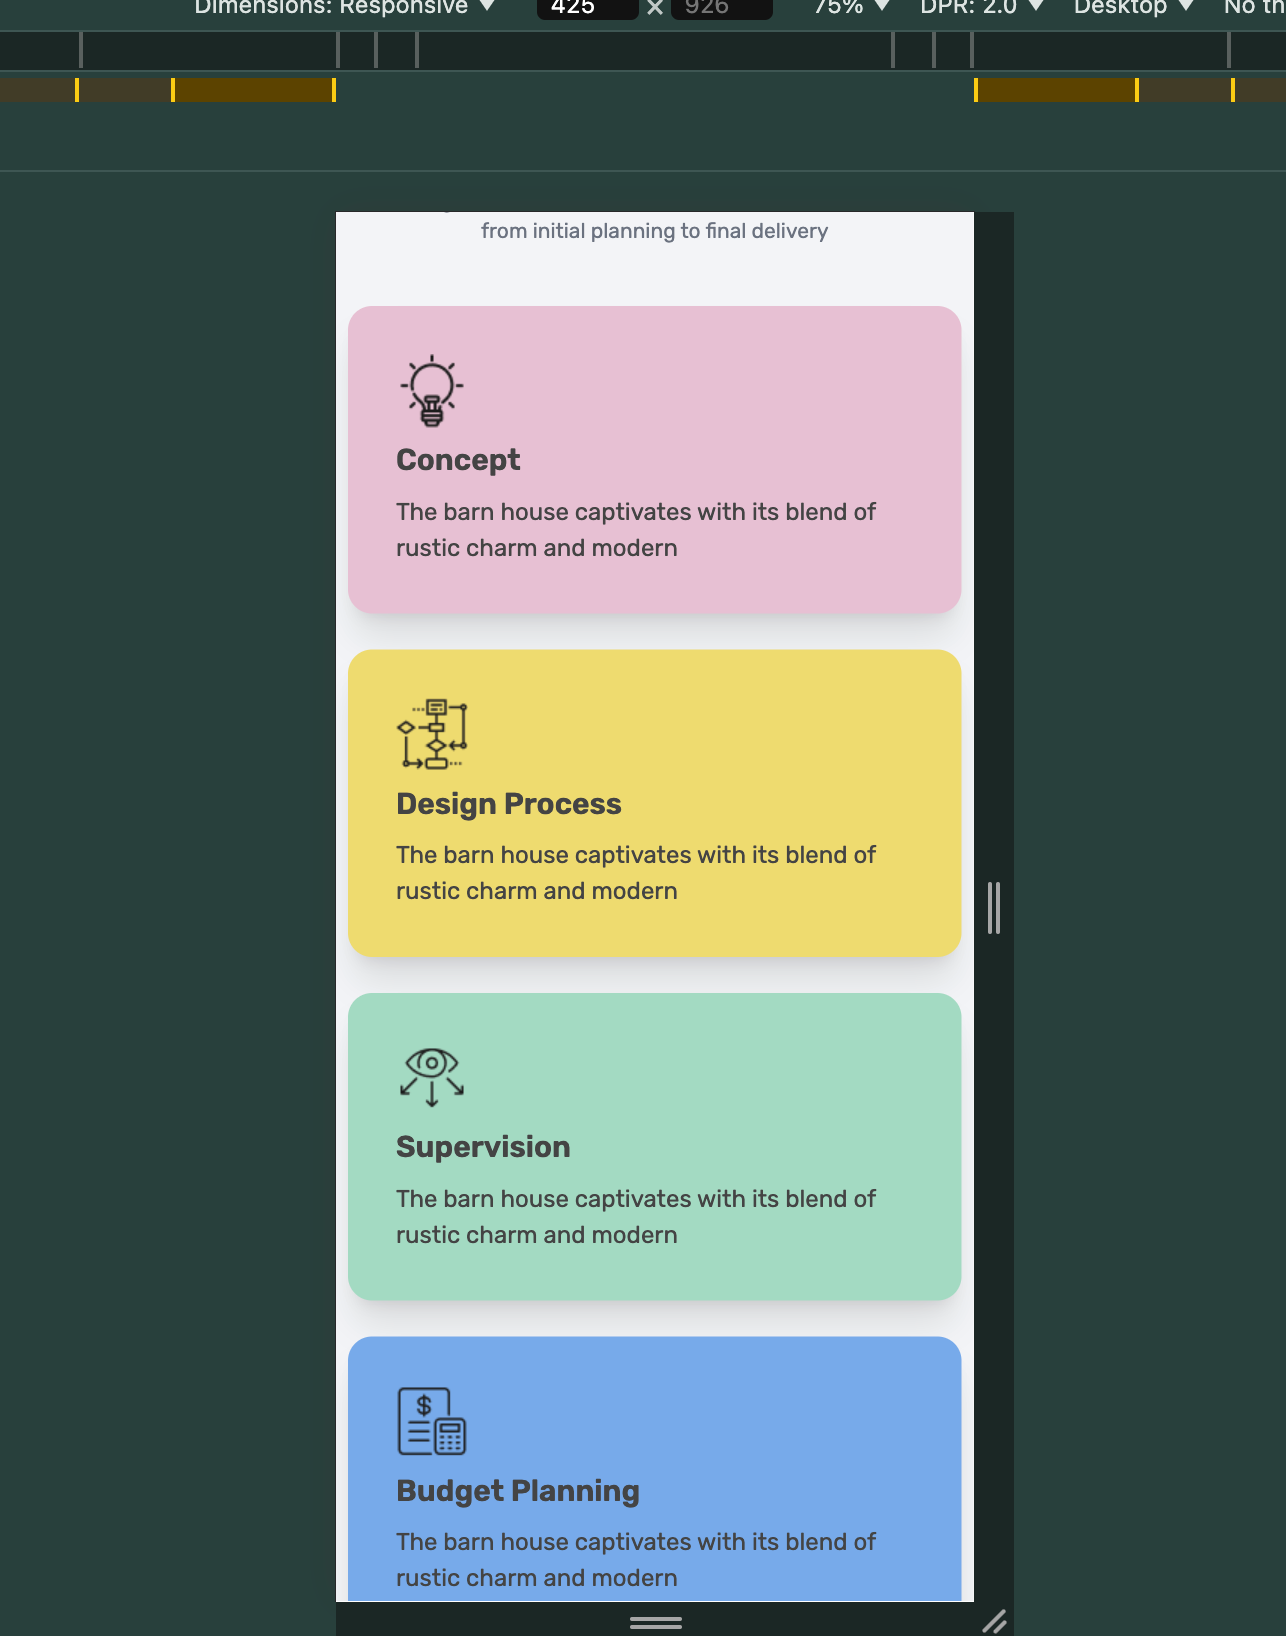 Dimensions: Responsive ▼ 425 × 926 75% ▼ DPR: 2.0 ▼ Desktop ▼ No th
from initial planning to final delivery
Concept
The barn house captivates with its blend of
rustic charm and modern
Design Process
The barn house captivates with its blend of
rustic charm and modern
Supervision
The barn house captivates with its blend of
rustic charm and modern
$
Budget Planning
The barn house captivates with its blend of
rustic charm and modern